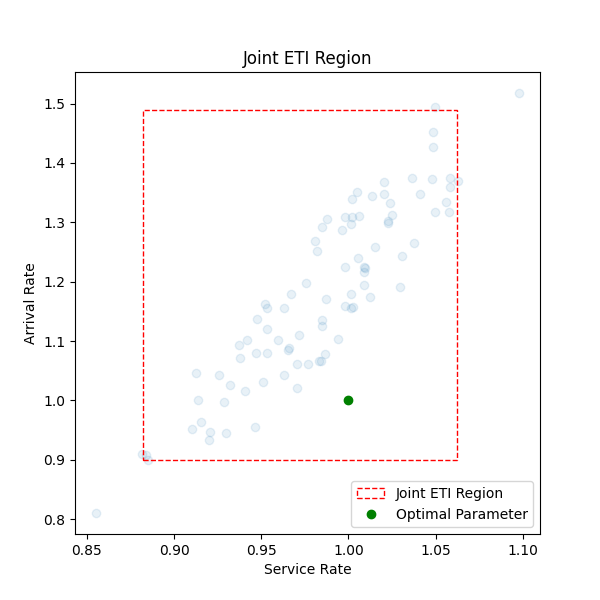 Joint ETI Region
Arrival Rate
1.5
1.4
1.3
1.2
1.1
1.0
0.9
0.8
Joint ETI Region
Optimal Parameter
0.85 0.90 0.95 1.00 1.05 1.10
Service Rate